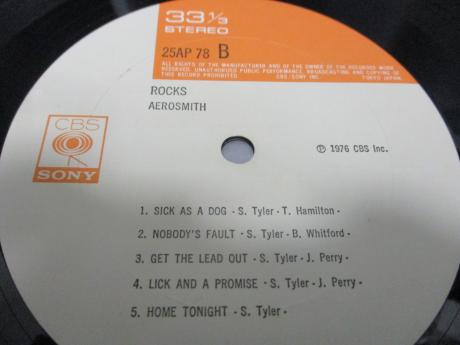 33 1/3
STEREO
25AP 78 B
ALL RIGHTS OF THE MANUFACTURER AND OF THE OWNER OF THE RECORDED WORK
RESERVED. UNAUTHORIZED PUBLIC PERFORMANCE, BROADCASTING AND COPYING OF
THIS RECORD PROHIBITED. CBS/SONY INC. TOKYO JAPAN
ROCKS
AEROSMITH
CBS
SONY
Ⓟ 1976 CBS Inc.
1. SICK AS A DOG - S. Tyler - T. Hamilton -
2. NOBODY'S FAULT - S. Tyler - B. Whitford -
3. GET THE LEAD OUT - S. Tyler - J. Perry -
4. LICK AND A PROMISE - S. Tyler - J. Perry -
5. HOME TONIGHT - S. Tyler -